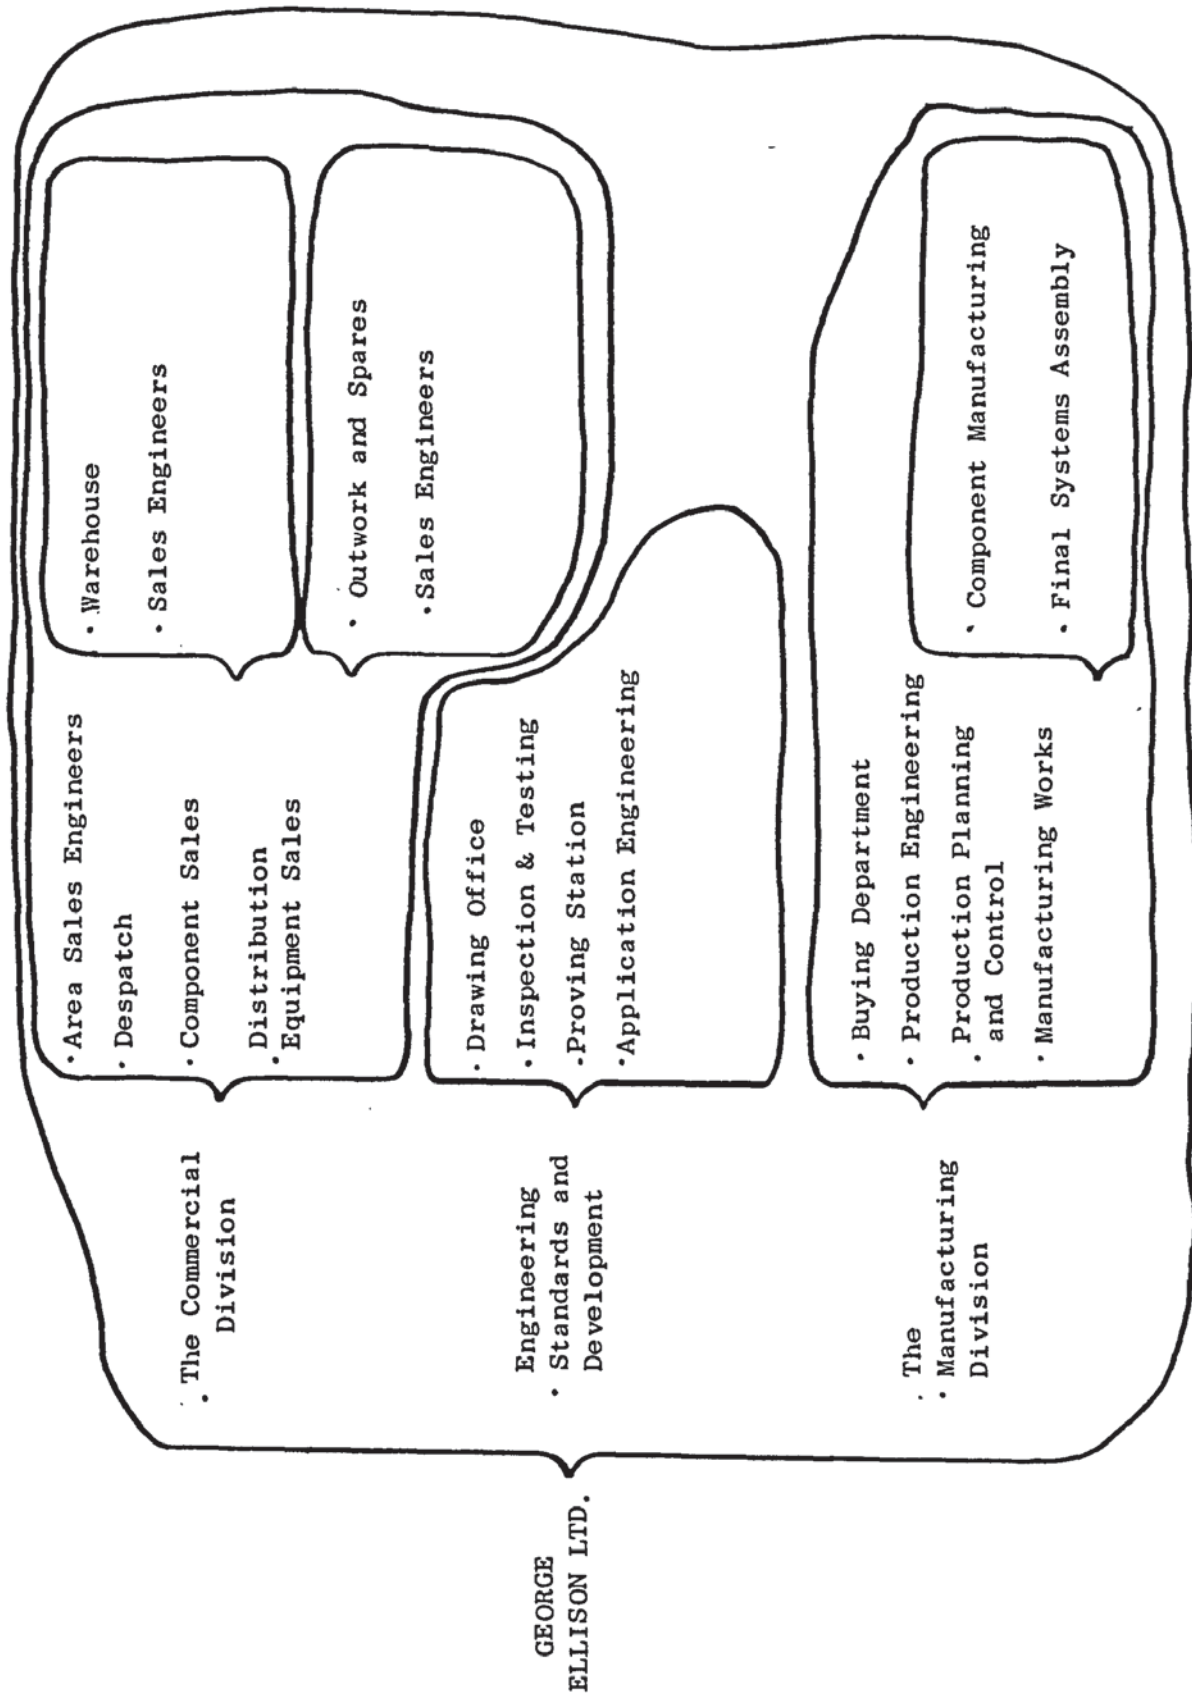 GEORGE
ELLISON LTD.
· The Commercial
Division
Engineering
· Standards and
Development
· The
· Manufacturing
Division
·Area Sales Engineers
·Despatch
·Component Sales
Distribution
·Equipment Sales
·Drawing Office
·Inspection & Testing
·Proving Station
·Application Engineering
·Buying Department
·Production Engineering
· Production Planning
and Control
·Manufacturing Works
·Warehouse
·Sales Engineers
· Outwork and Spares
·Sales Engineers
· Component Manufacturing
· Final Systems Assembly